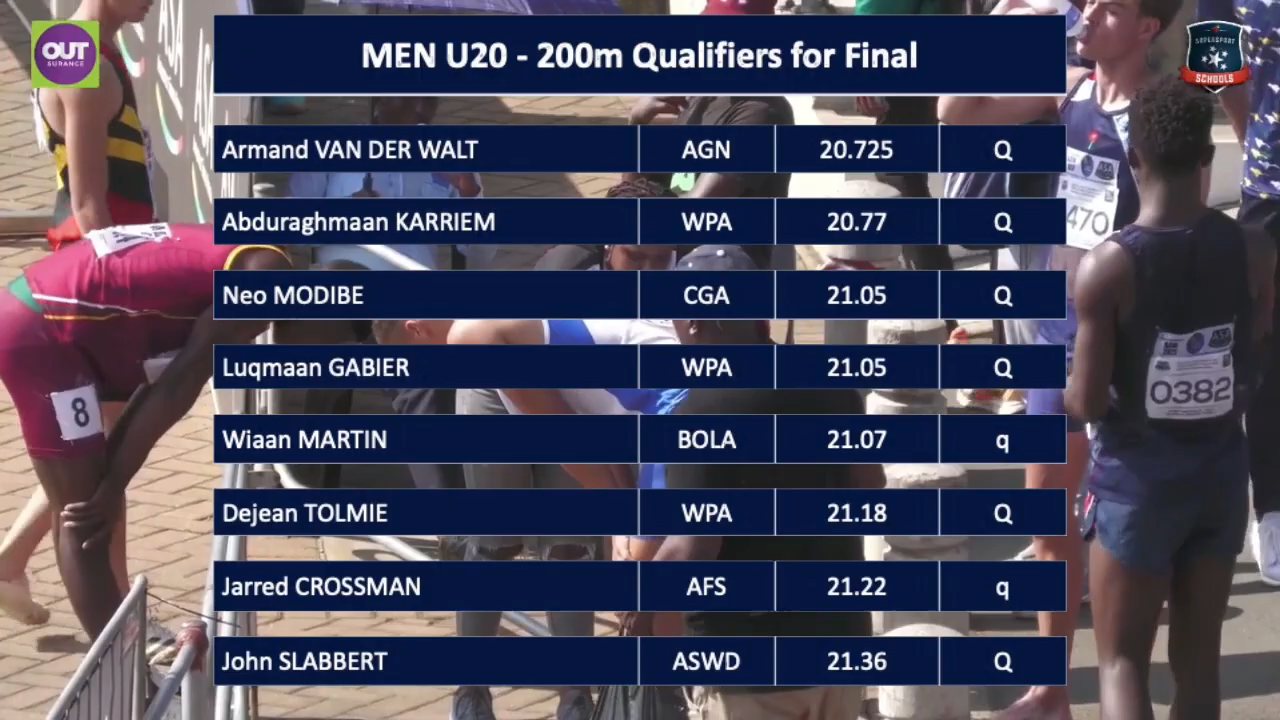 OUT
SURANCE
SUPERSPORT
SCHOOLS
MEN U20 - 200m Qualifiers for Final
Armand VAN DER WALT AGN 20.725 Q
Abduraghmaan KARRIEM WPA 20.77 Q
Neo MODIBE CGA 21.05 Q
Luqmaan GABIER WPA 21.05 Q
Wiaan MARTIN BOLA 21.07 q
Dejean TOLMIE WPA 21.18 Q
Jarred CROSSMAN AFS 21.22 q
John SLABBERT ASWD 21.36 Q
470
0382
8